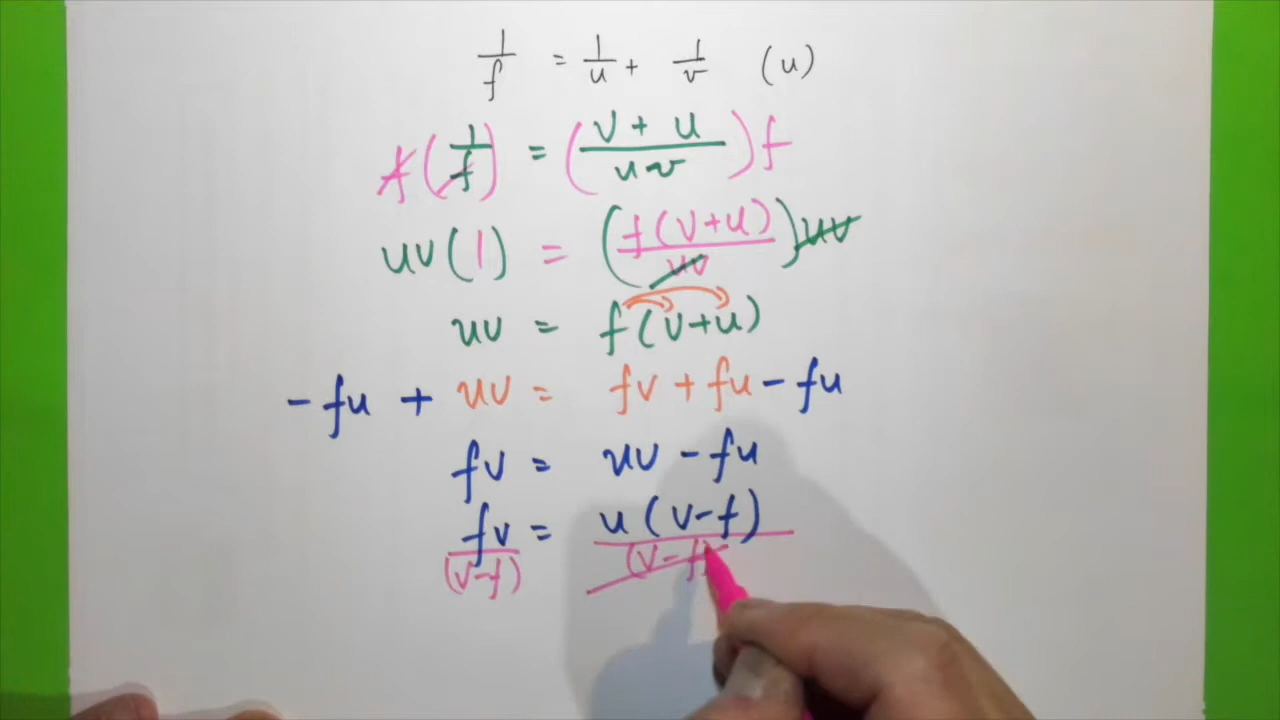 1/f = 1/u + 1/v (u)
f(1/f) = (v + u/uv)f
uv(1) = (f(v+u)/uv)uv
uv = f(v+u)
-fu + uv = fv + fu - fu
fv = uv - fu
fv/(v-f) = u(v-f)/(v-f)